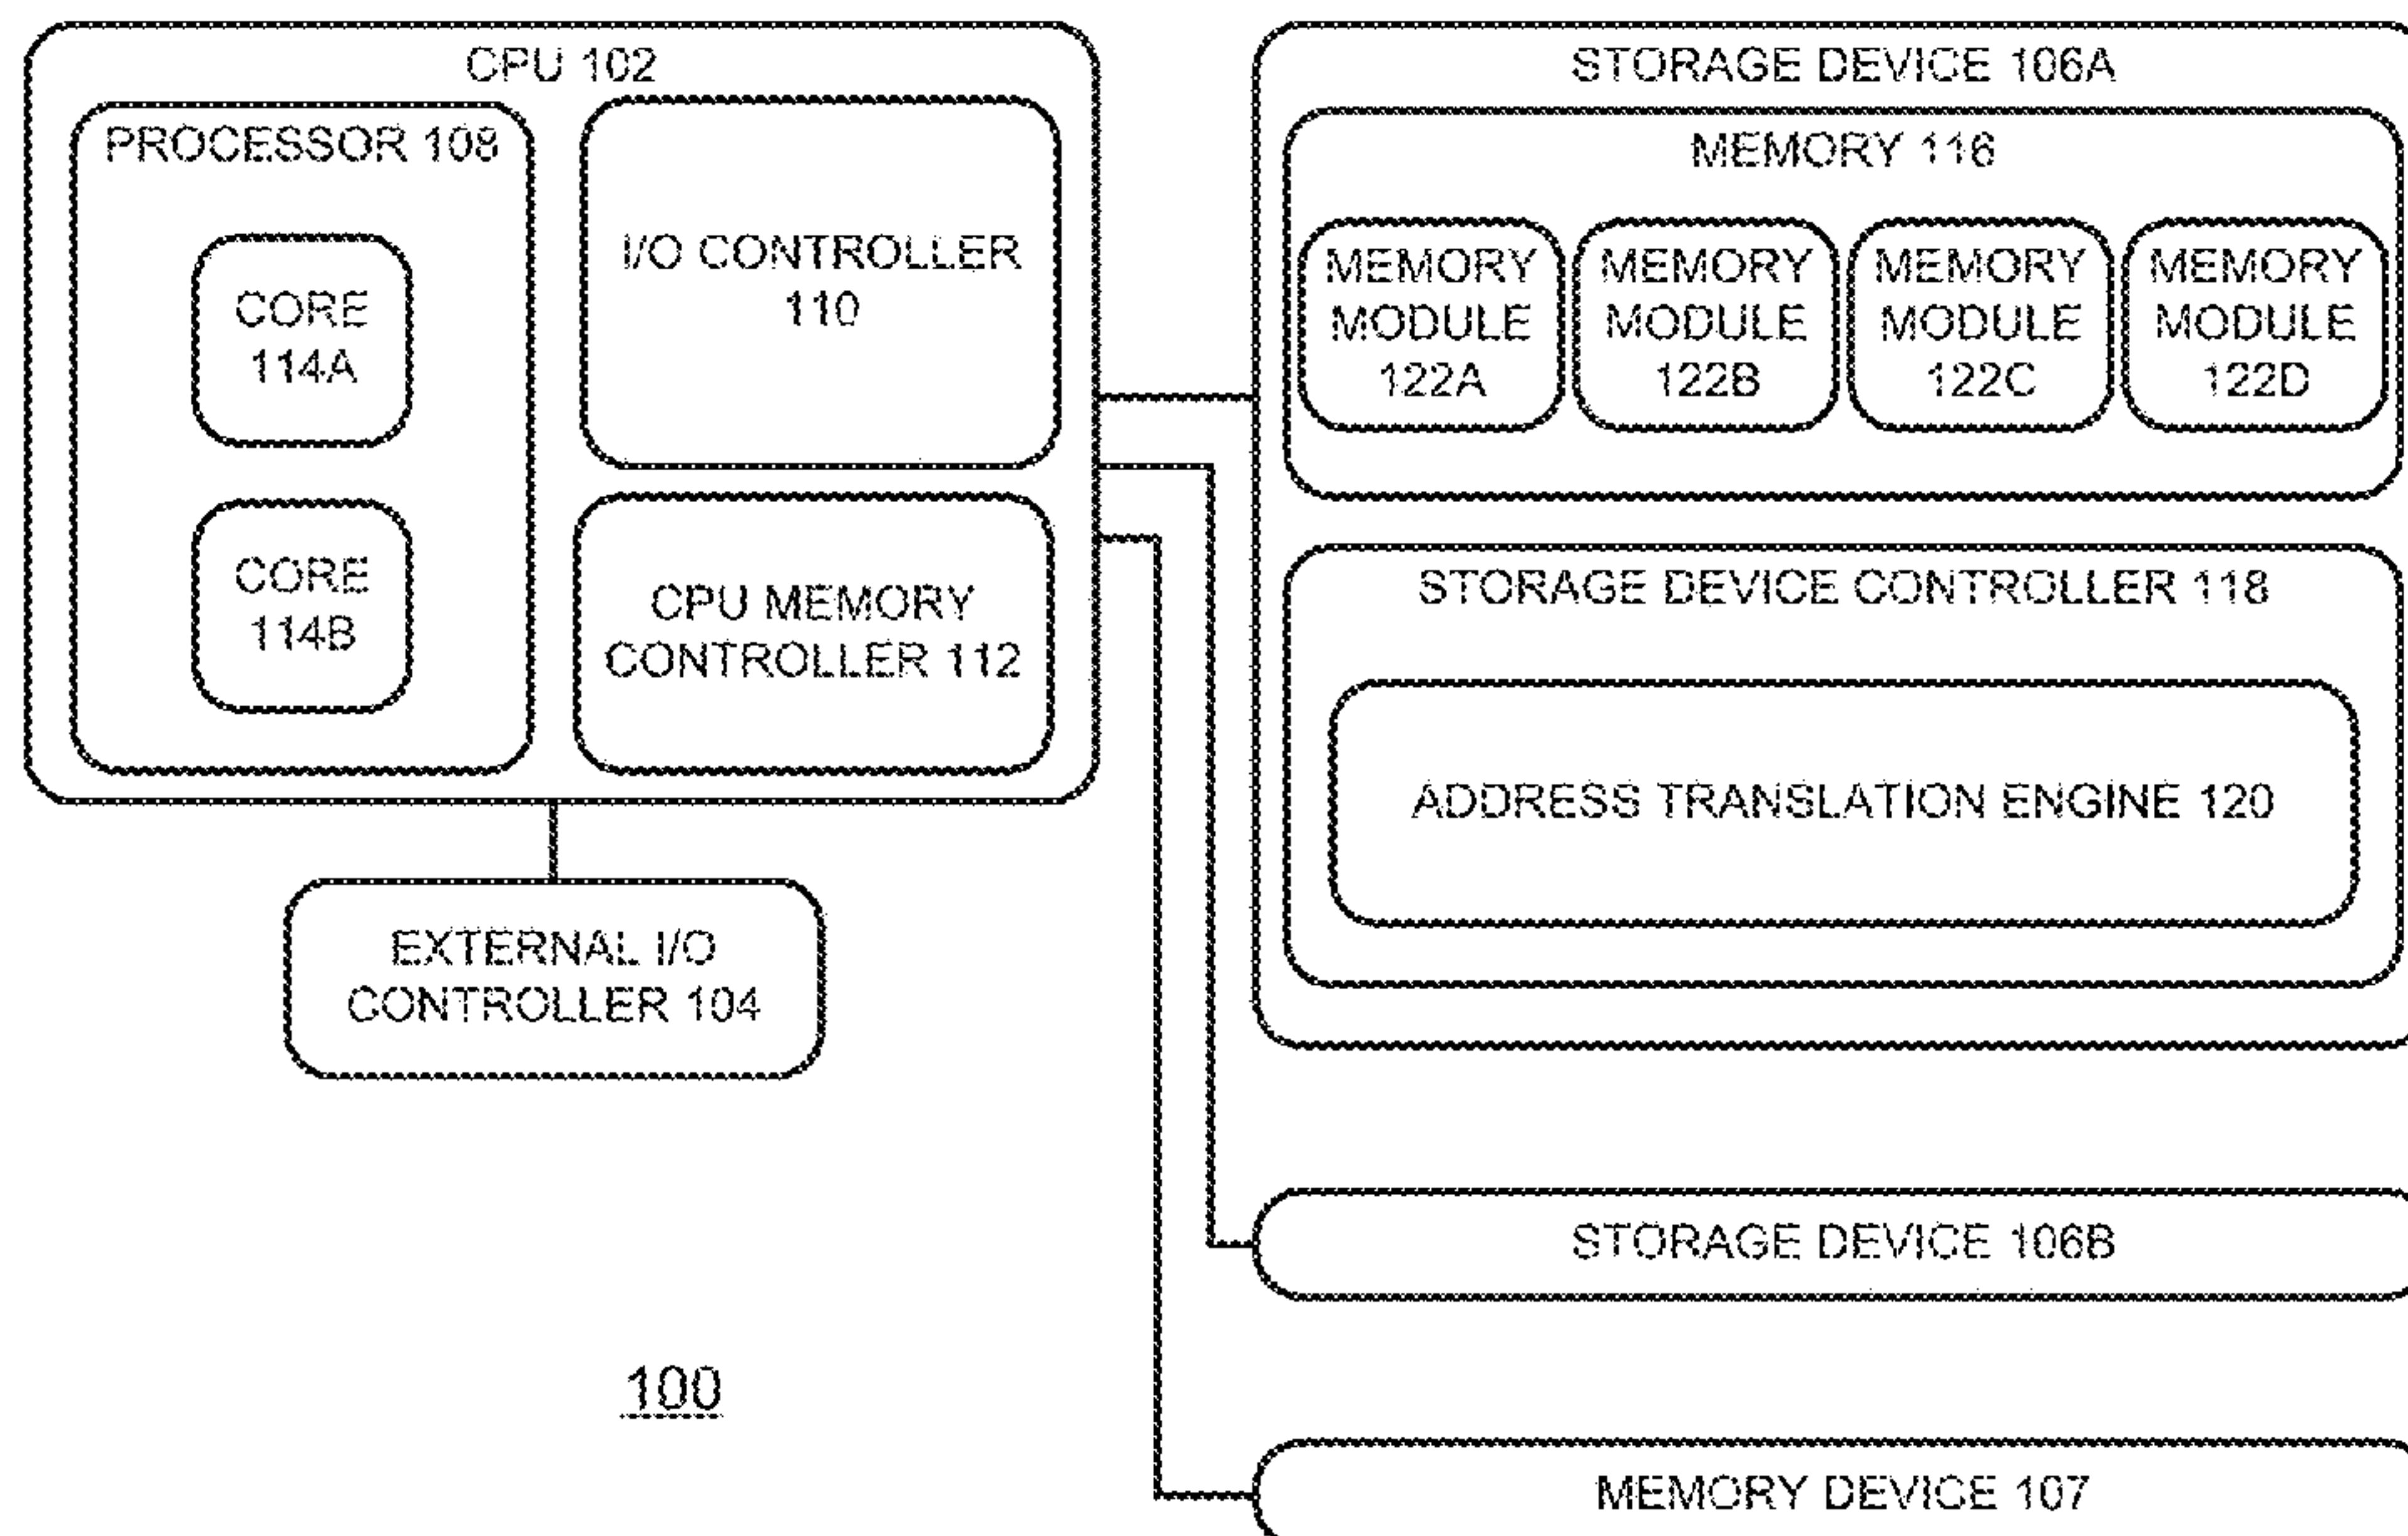 CPU 102
PROCESSOR 108
CORE
114A
CORE
114B
I/O CONTROLLER
110
CPU MEMORY
CONTROLLER 112
EXTERNAL I/O
CONTROLLER 104
STORAGE DEVICE 106A
MEMORY 116
MEMORY
MODULE
122A
MEMORY
MODULE
122B
MEMORY
MODULE
122C
MEMORY
MODULE
122D
STORAGE DEVICE CONTROLLER 118
ADDRESS TRANSLATION ENGINE 120
STORAGE DEVICE 106B
MEMORY DEVICE 107
100